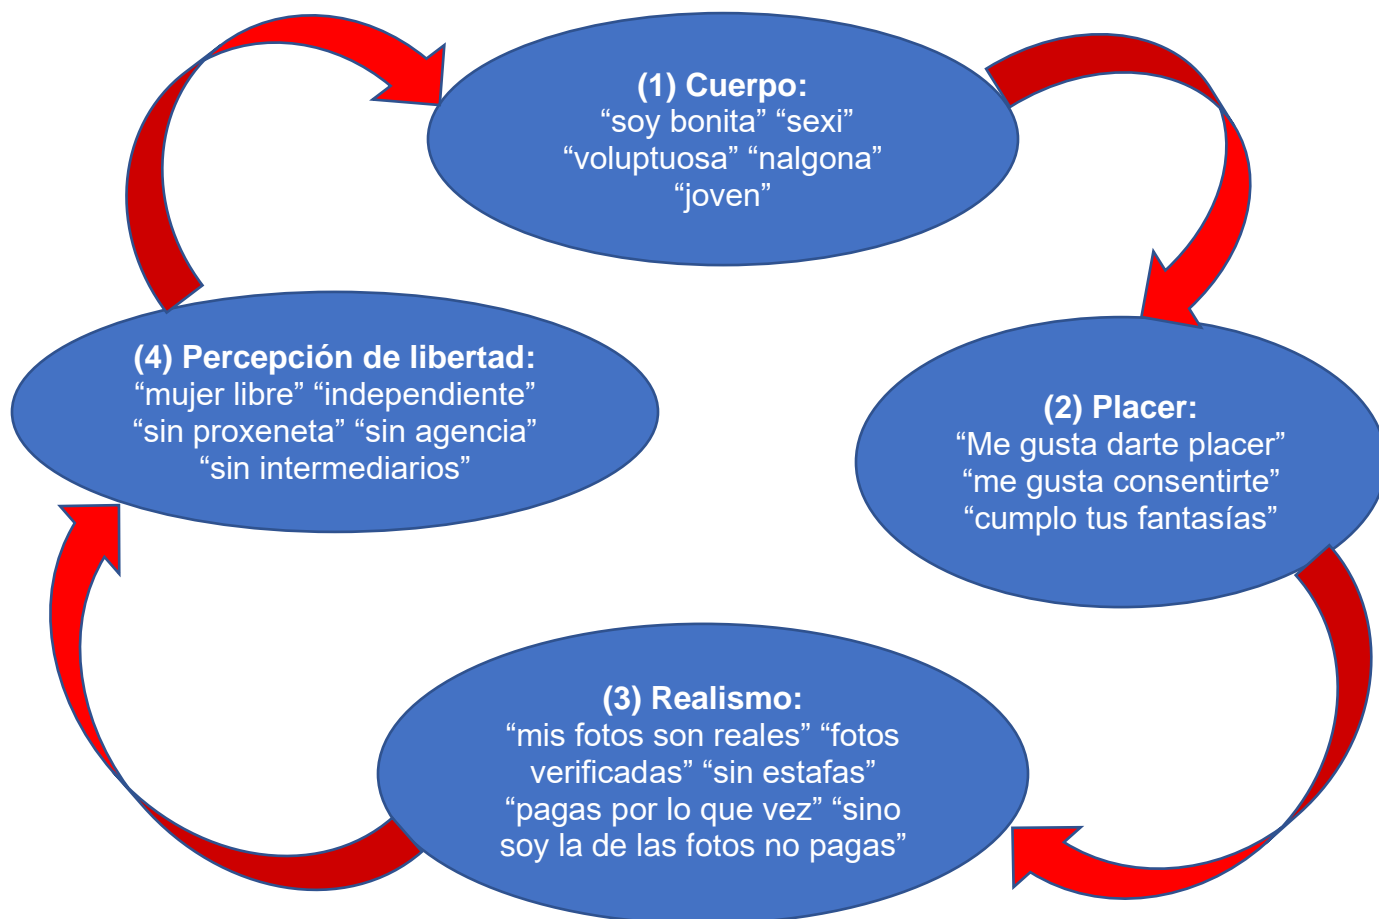 (1) Cuerpo:
“soy bonita” “sexi”
“voluptuosa” “nalgona”
“joven”
(2) Placer:
“Me gusta darte placer”
“me gusta consentirte”
“cumplo tus fantasías”
(3) Realismo:
“mis fotos son reales” “fotos
verificadas” “sin estafas”
“pagas por lo que vez” “sino
soy la de las fotos no pagas”
(4) Percepción de libertad:
“mujer libre” “independiente”
“sin proxeneta” “sin agencia”
“sin intermediarios”